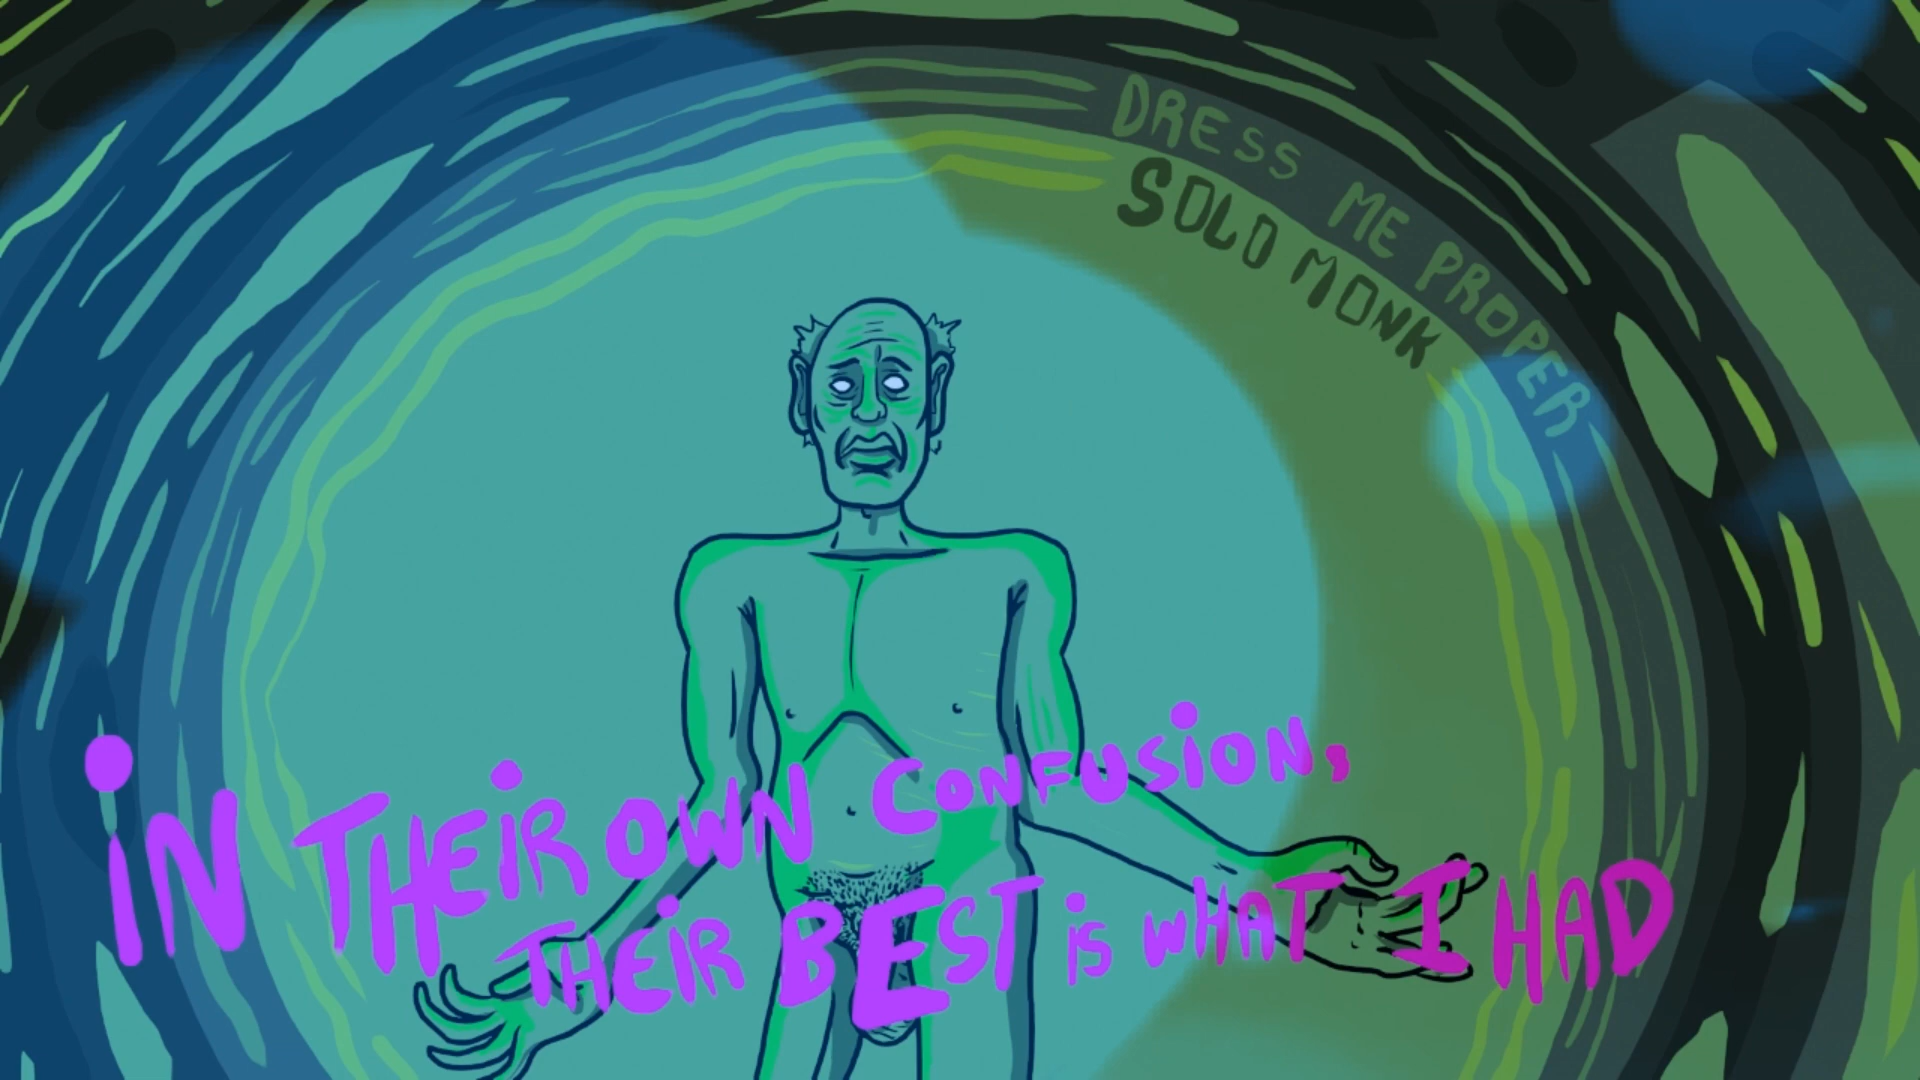 DRESS ME PROPER
SOLO MONK
iN THEiR OWN CONFUSiON,
THEiR BEST iS WHAT I HAD